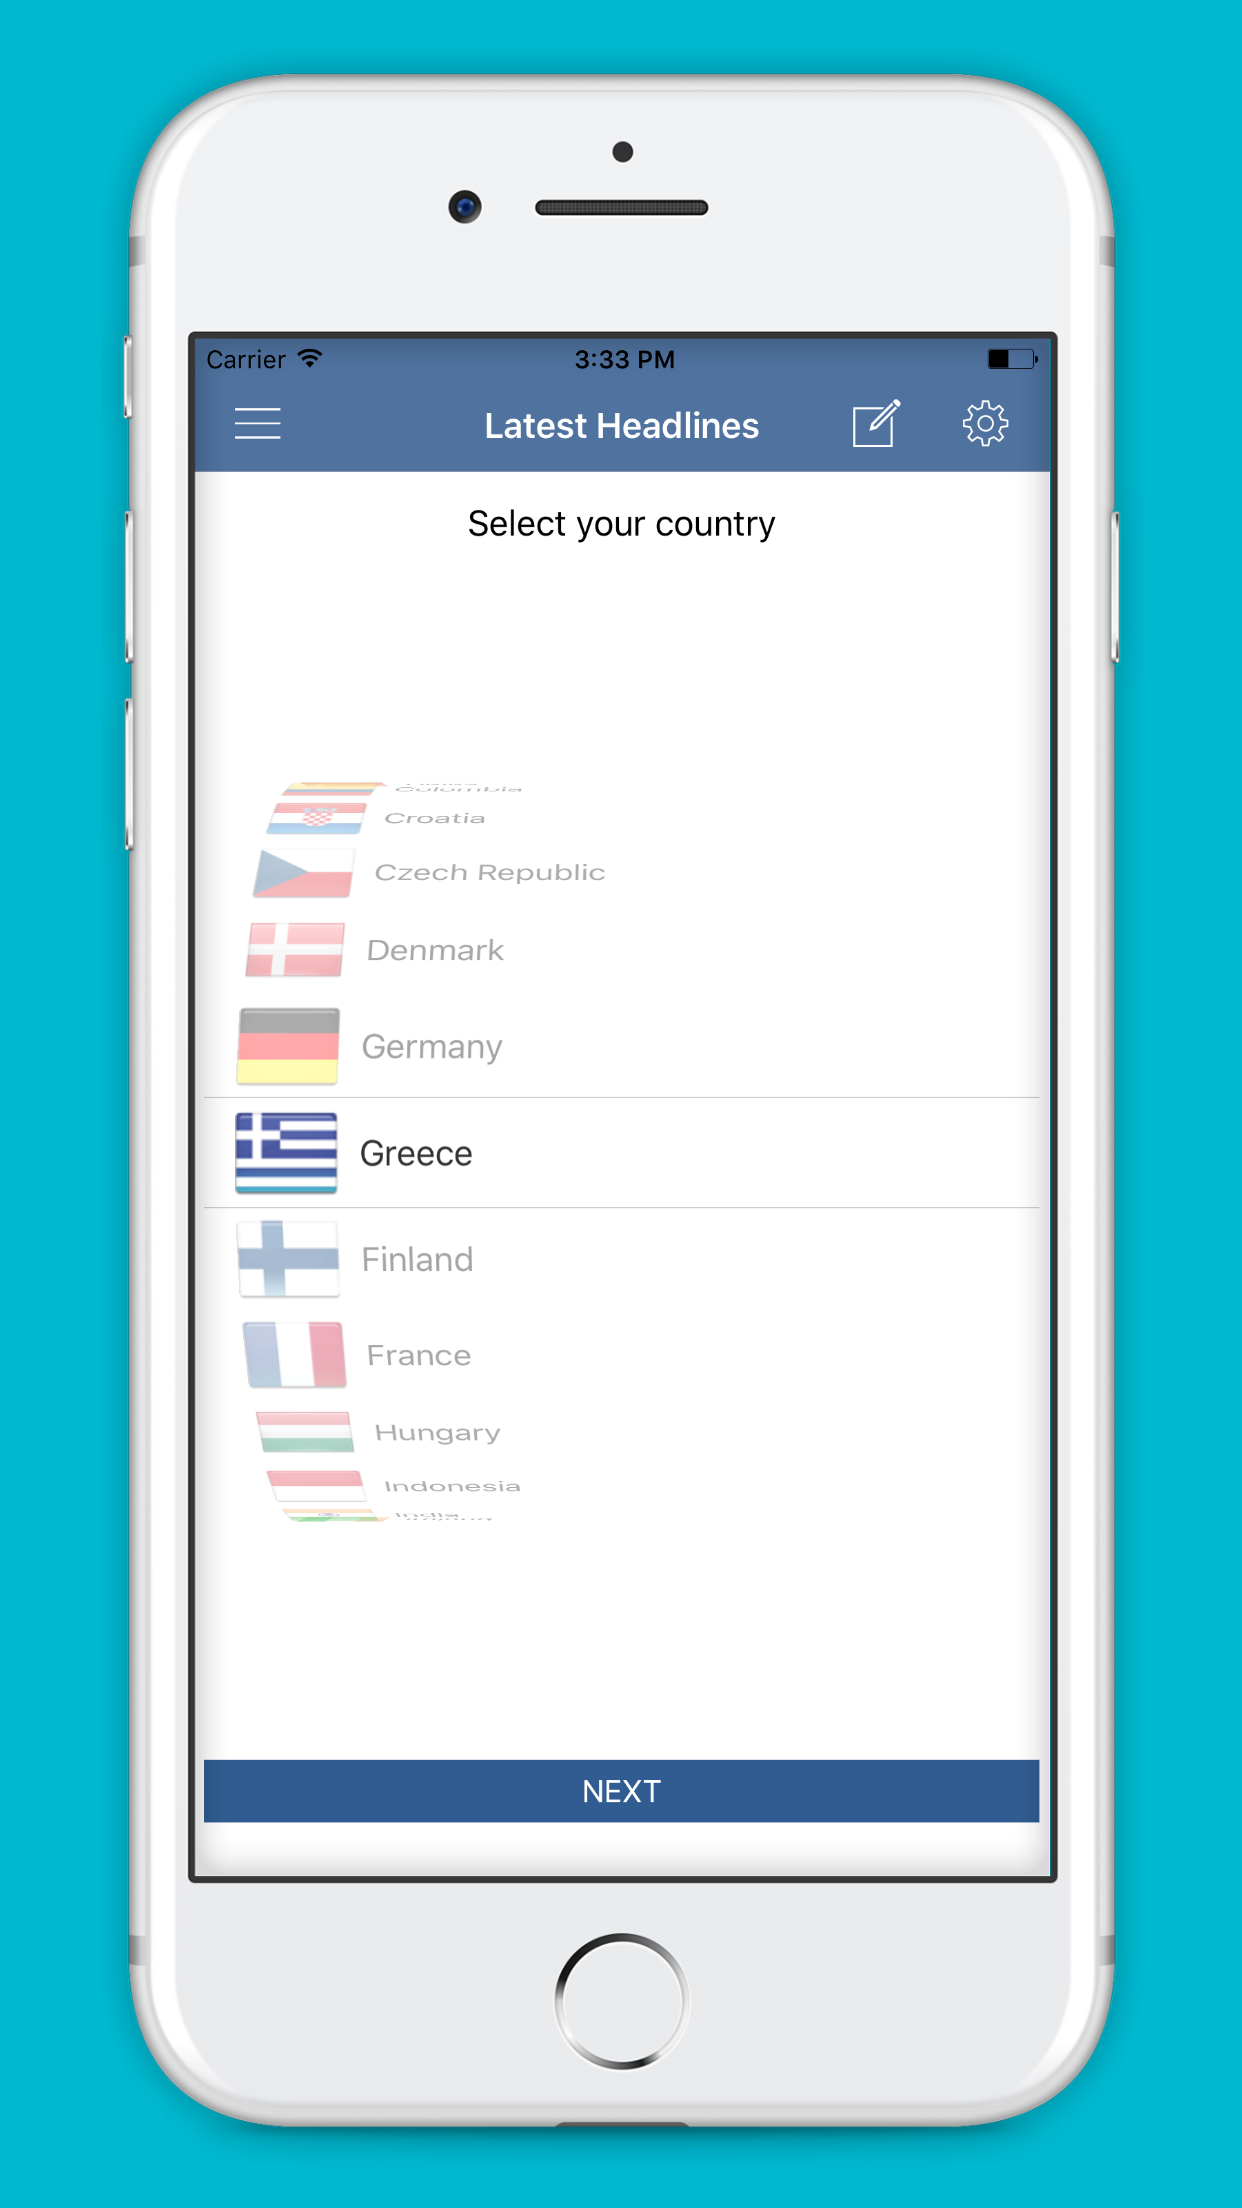 Carrier
3:33 PM
Latest Headlines
Select your country
Columbia
Croatia
Czech Republic
Denmark
Germany
Greece
Finland
France
Hungary
Indonesia
India
NEXT